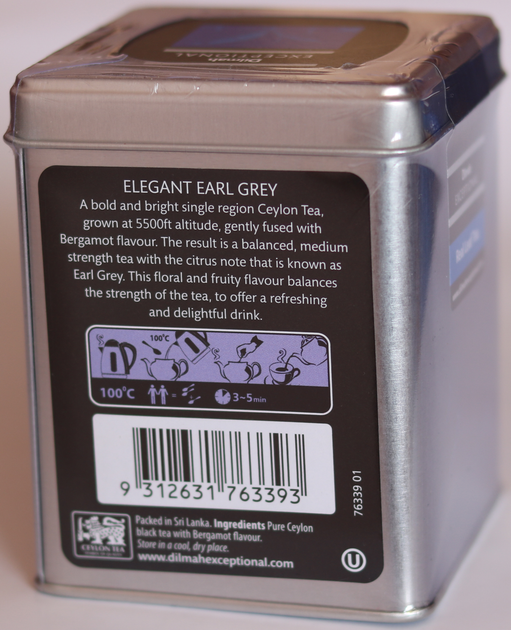 Dilmah
EXCEPTIONAL
ELEGANT EARL GREY
A bold and bright single region Ceylon Tea,
grown at 5500ft altitude, gently fused with
Bergamot flavour. The result is a balanced, medium
strength tea with the citrus note that is known as
Earl Grey. This floral and fruity flavour balances
the strength of the tea, to offer a refreshing
and delightful drink.
100°C
100°C = 3~5min
9 312631 763393
76339 01
CEYLON TEA
Packed in Sri Lanka. Ingredients Pure Ceylon
black tea with Bergamot flavour.
Store in a cool, dry place.
www.dilmahexceptional.com
U